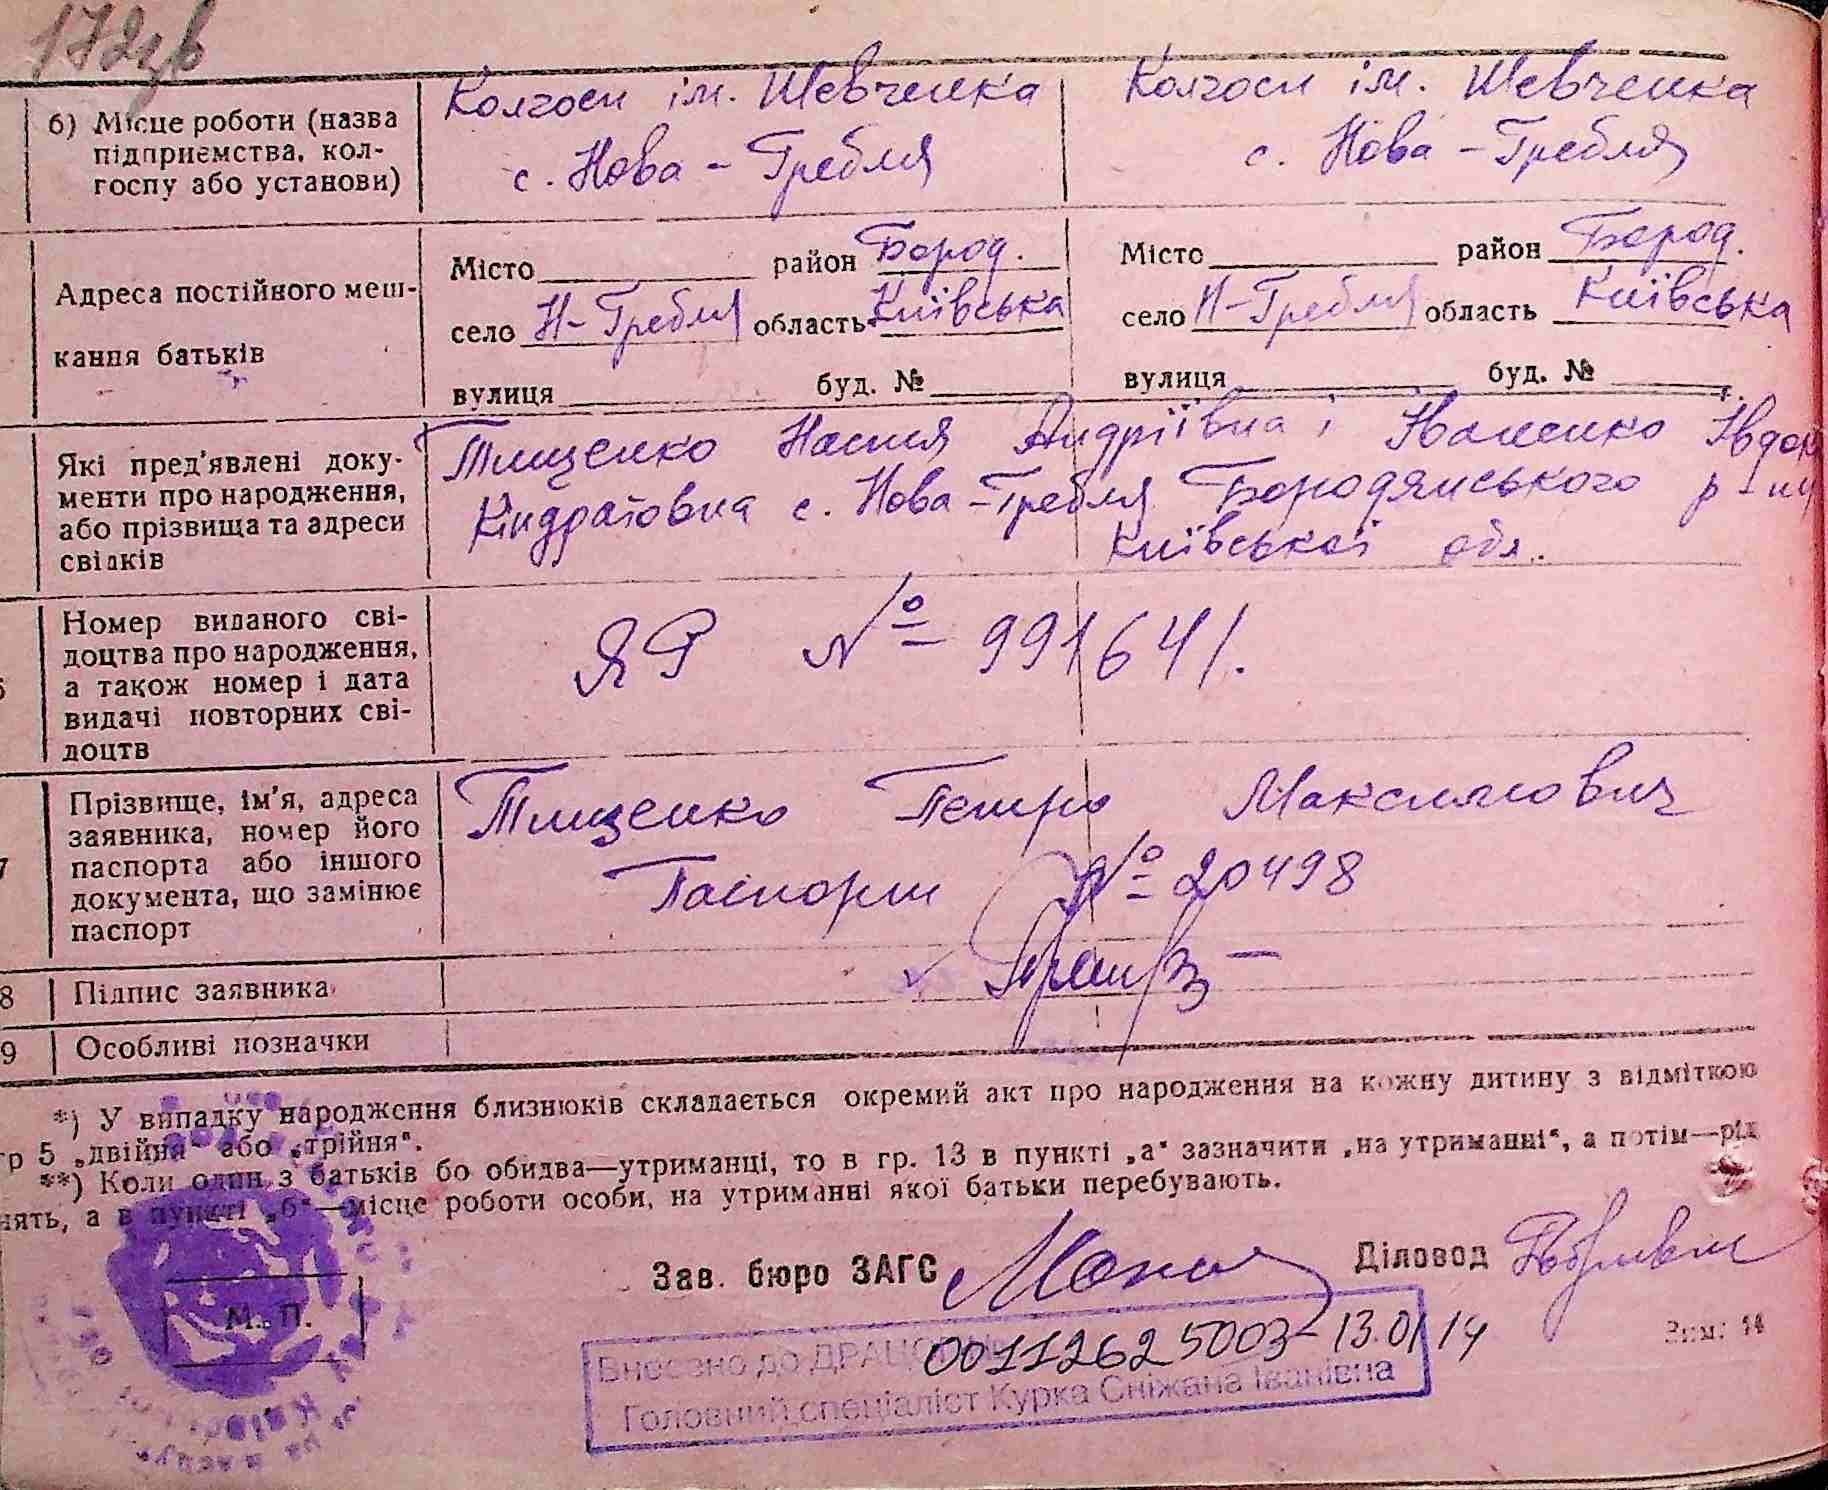 172зв
б) Місце роботи (назва підприємства, колгоспу або установи)
Колгосп ім. Шевченка
с. Нова - Гребля
Колгосп ім. Шевченка
с. Нова - Гребля
Адреса постійного мешкання батьків
Місто район Бород.
село Н-Гребля область Київська
вулиця буд. №
Місто район Бород.
село Н-Гребля область Київська
вулиця буд. №
Які пред'явлені документи про народження, або прізвища та адреси свідків
Тищенко Настя Андріївна і Іваненко Євдок
Кіндратовна с. Нова-Гребля Бородянського р-ну
Київської обл.
Номер виданого свідоцтва про народження, а також номер і дата видачі повторних свідоцтв
ЯР № 991641.
7
Прізвище, ім'я, адреса заявника, номер його паспорта або іншого документа, що замінює паспорт
Тищенко Петро Максимович
Паспорт № 20498
8 Підпис заявника
9 Особливі позначки
*) У випадку народження близнюків складається окремий акт про народження на кожну дитину з відміткою
гр 5 „двійня“ або „трійня“.
**) Коли один з батьків бо обидва—утриманці, то в гр. 13 в пункті „а“ зазначити „на утриманні“, а потім—рід
нять, а в пункті „б“—місце роботи особи, на утриманні якої батьки перебувають.
Зав. бюро ЗАГС
Діловод
М. П.
Внесено до ДРАЦС
00112625003-13.01.14
Головний спеціаліст Курка Сніжана Іванівна